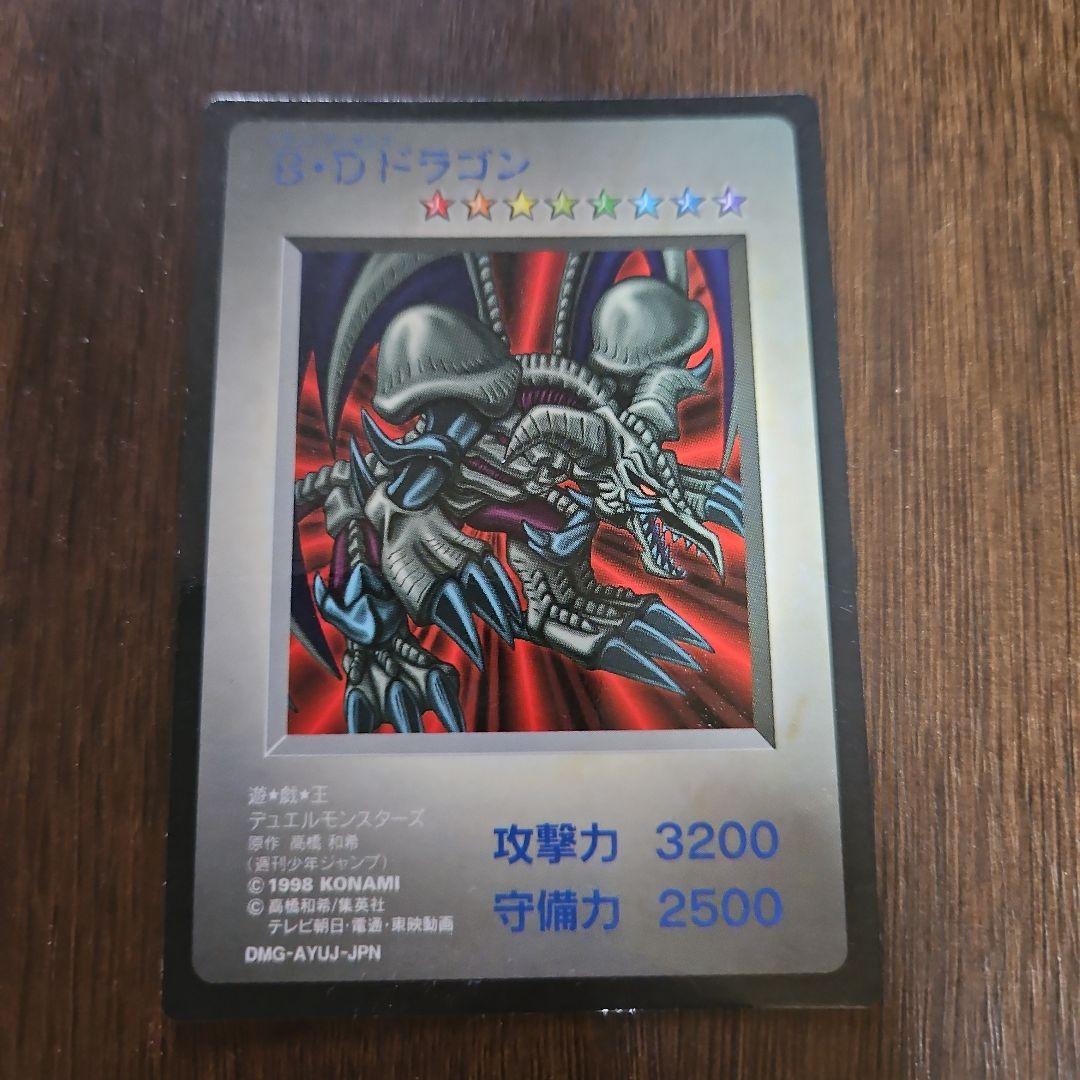 B・Dドラゴン
遊★戯★王
デュエルモンスターズ
原作 高橋 和希
(週刊少年ジャンプ)
© 1998 KONAMI
© 高橋和希/集英社
テレビ朝日・電通・東映動画
DMG-AYUJ-JPN
攻撃力 3200
守備力 2500